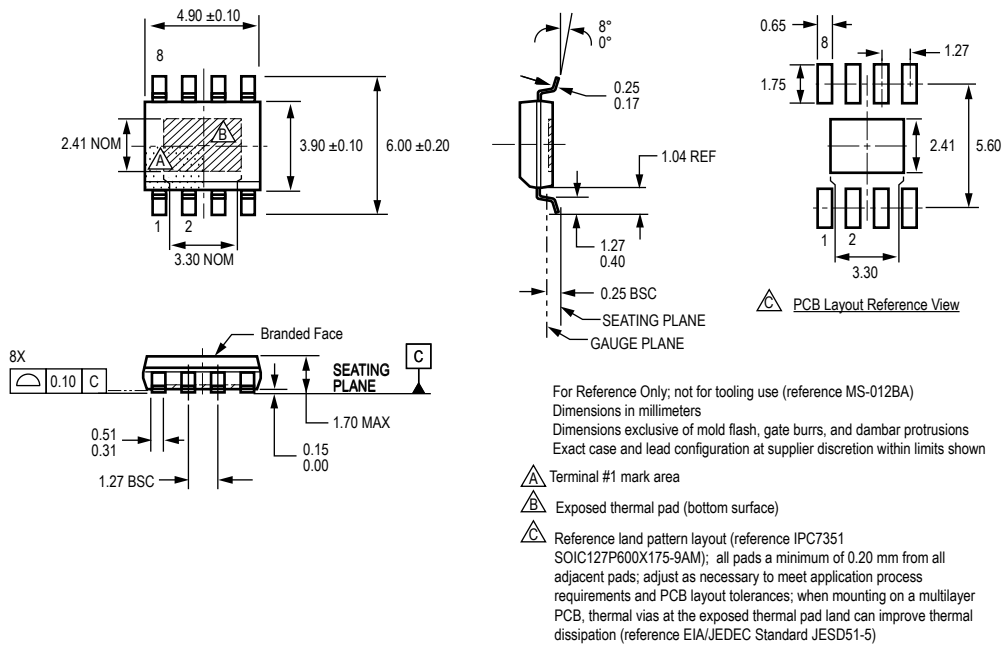 4.90 ±0.10
8
2.41 NOM
A
B
3.90 ±0.10
6.00 ±0.20
1
2
3.30 NOM
8°
0°
0.25
0.17
1.04 REF
1.27
0.40
0.25 BSC
SEATING PLANE
GAUGE PLANE
0.65
8
1.27
1.75
2.41
5.60
1
2
3.30
C PCB Layout Reference View
Branded Face
8X
0.10 C
SEATING
PLANE
C
1.70 MAX
0.51
0.31
0.15
0.00
1.27 BSC
For Reference Only; not for tooling use (reference MS-012BA)
Dimensions in millimeters
Dimensions exclusive of mold flash, gate burrs, and dambar protrusions
Exact case and lead configuration at supplier discretion within limits shown
A Terminal #1 mark area
B Exposed thermal pad (bottom surface)
C Reference land pattern layout (reference IPC7351
SOIC127P600X175-9AM); all pads a minimum of 0.20 mm from all
adjacent pads; adjust as necessary to meet application process
requirements and PCB layout tolerances; when mounting on a multilayer
PCB, thermal vias at the exposed thermal pad land can improve thermal
dissipation (reference EIA/JEDEC Standard JESD51-5)